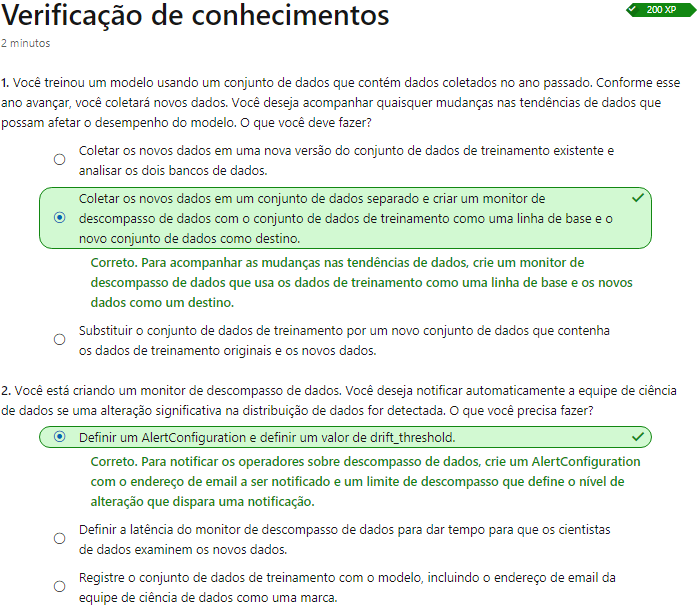 Verificação de conhecimentos
200 XP
2 minutos
1. Você treinou um modelo usando um conjunto de dados que contém dados coletados no ano passado. Conforme esse
ano avançar, você coletará novos dados. Você deseja acompanhar quaisquer mudanças nas tendências de dados que
possam afetar o desempenho do modelo. O que você deve fazer?
Coletar os novos dados em uma nova versão do conjunto de dados de treinamento existente e
analisar os dois bancos de dados.
Coletar os novos dados em um conjunto de dados separado e criar um monitor de
descompasso de dados com o conjunto de dados de treinamento como uma linha de base e o
novo conjunto de dados como destino.
Correto. Para acompanhar as mudanças nas tendências de dados, crie um monitor de
descompasso de dados que usa os dados de treinamento como uma linha de base e os novos
dados como um destino.
Substituir o conjunto de dados de treinamento por um novo conjunto de dados que contenha
os dados de treinamento originais e os novos dados.
2. Você está criando um monitor de descompasso de dados. Você deseja notificar automaticamente a equipe de ciência
de dados se uma alteração significativa na distribuição de dados for detectada. O que você precisa fazer?
Definir um AlertConfiguration e definir um valor de drift_threshold.
Correto. Para notificar os operadores sobre descompasso de dados, crie um AlertConfiguration
com o endereço de email a ser notificado e um limite de descompasso que define o nível de
alteração que dispara uma notificação.
Definir a latência do monitor de descompasso de dados para dar tempo para que os cientistas
de dados examinem os novos dados.
Registre o conjunto de dados de treinamento com o modelo, incluindo o endereço de email da
equipe de ciência de dados como uma marca.